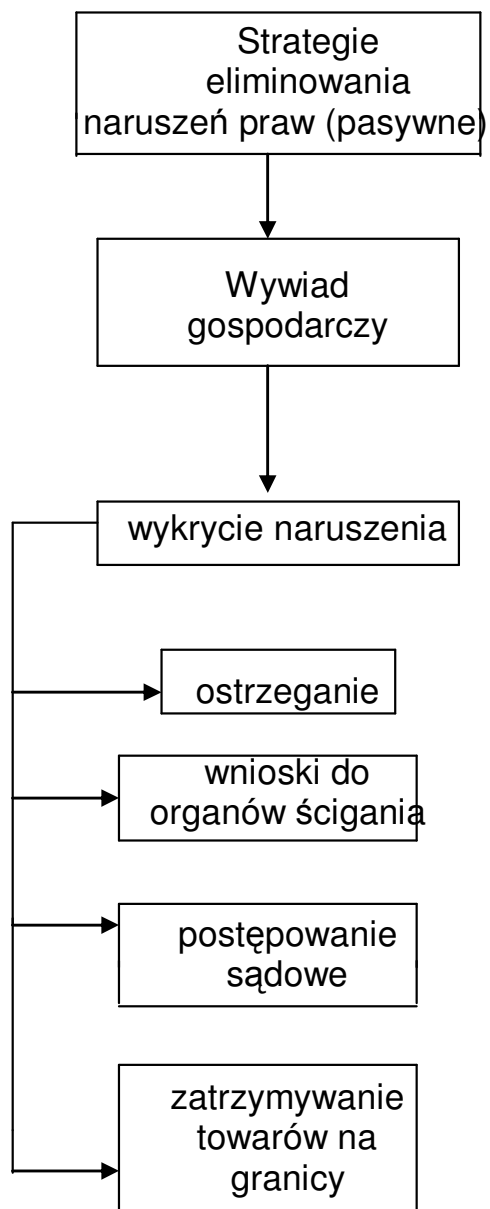 Strategie
eliminowania
naruszeń praw (pasywne)
Wywiad
gospodarczy
wykrycie naruszenia
ostrzeganie
wnioski do
organów ścigania
postępowanie
sądowe
zatrzymywanie
towarów na
granicy